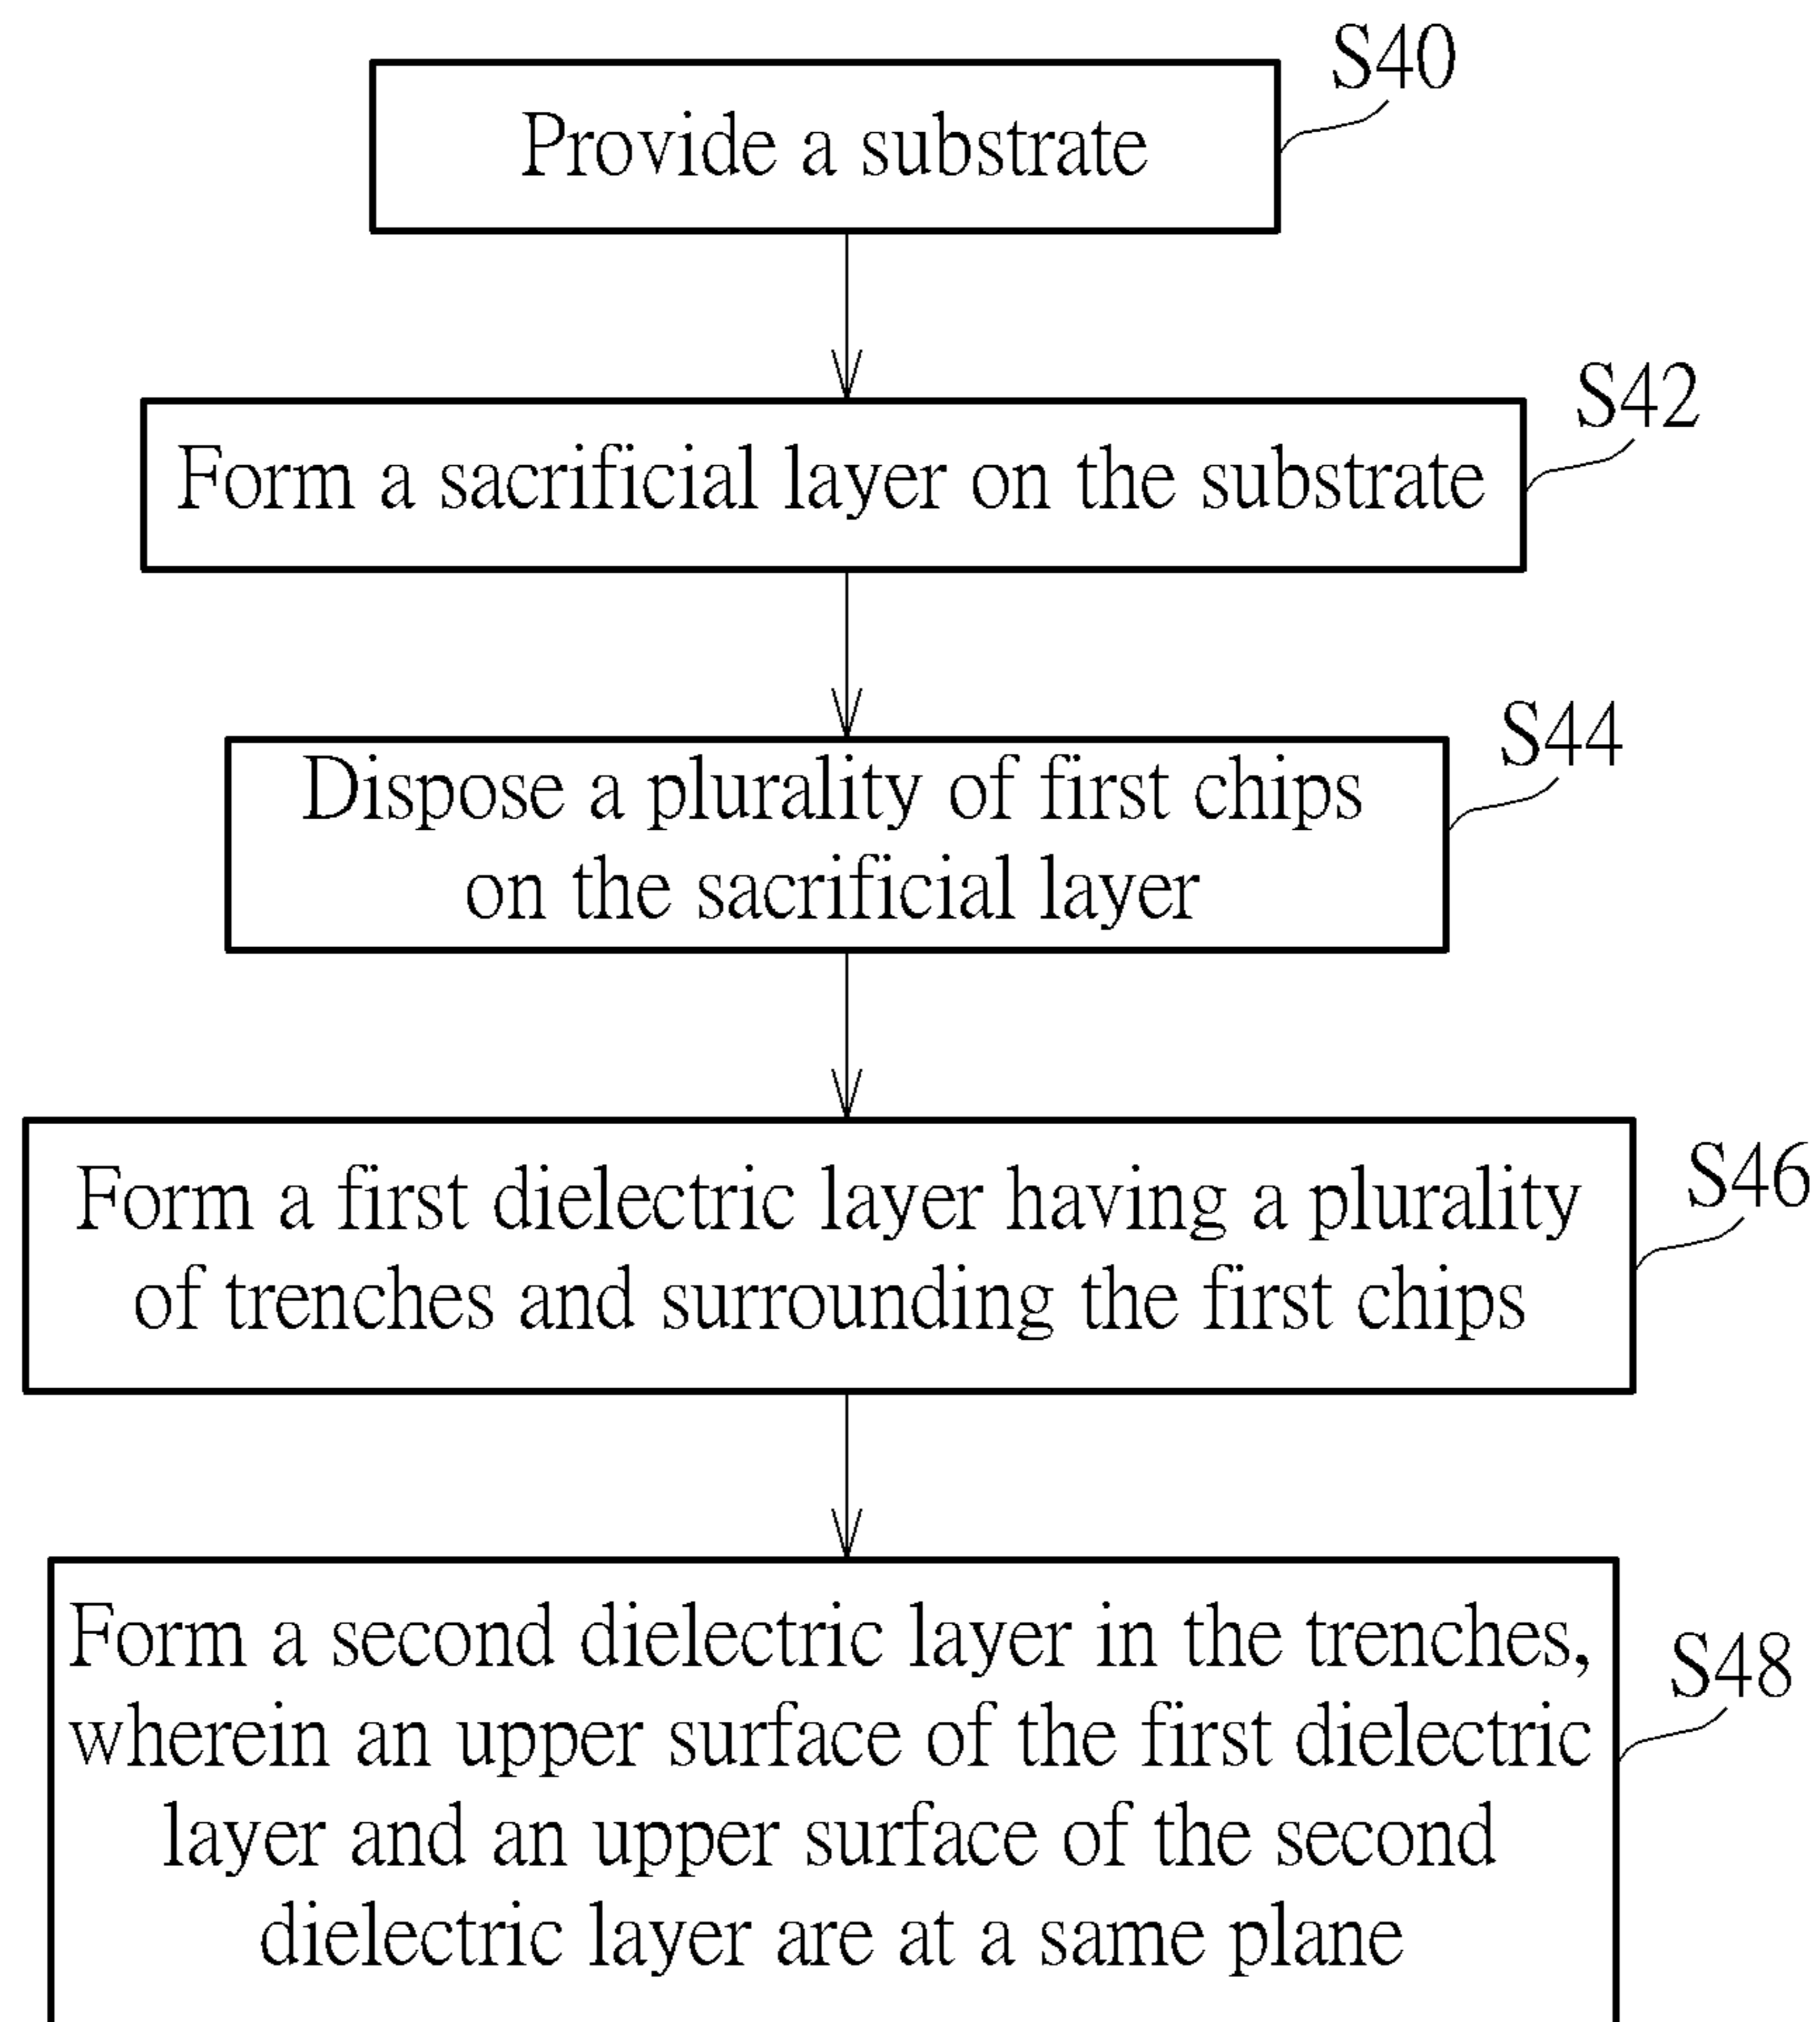 S40
Provide a substrate
S42
Form a sacrificial layer on the substrate
S44
Dispose a plurality of first chips
on the sacrificial layer
S46
Form a first dielectric layer having a plurality
of trenches and surrounding the first chips
S48
Form a second dielectric layer in the trenches,
wherein an upper surface of the first dielectric
layer and an upper surface of the second
dielectric layer are at a same plane